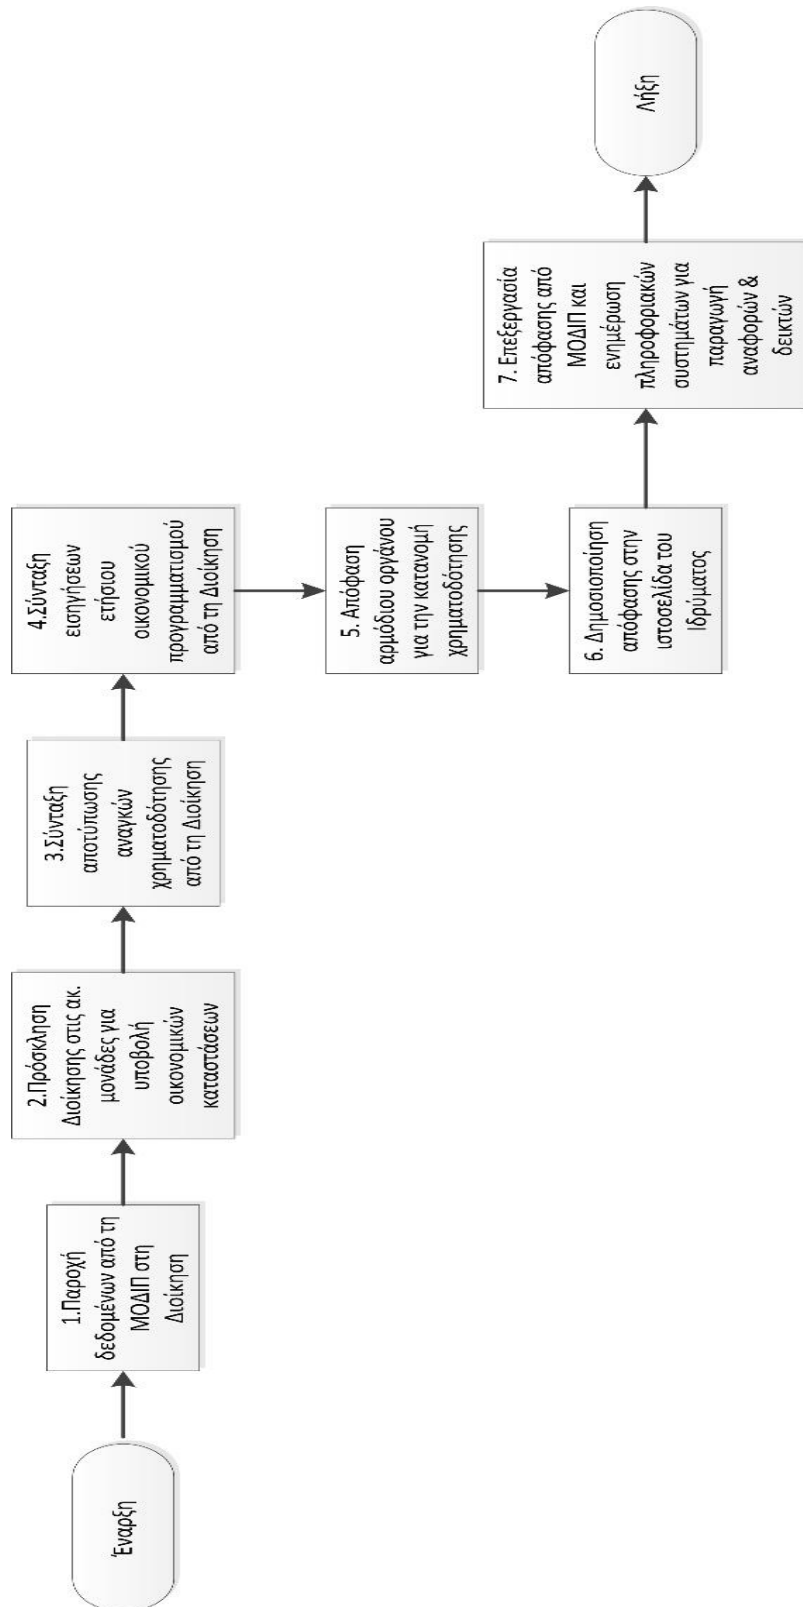 Έναρξη
1.Παροχή
δεδομένων από τη
ΜΟΔΙΠ στη
Διοίκηση
2.Πρόσκληση
Διοίκησης στις ακ.
μονάδες για
υποβολή
οικονομικών
καταστάσεων
3.Σύνταξη
αποτύπωσης
αναγκών
χρηματοδότησης
από τη Διοίκηση
4.Σύνταξη
εισηγήσεων
ετήσιου
οικονομικού
προγραμματισμού
από τη Διοίκηση
5. Απόφαση
αρμόδιου οργάνου
για την κατανομή
χρηματοδότησης
6. Δημοσιοποίηση
απόφασης στην
ιστοσελίδα του
Ιδρύματος
7. Επεξεργασία
απόφασης από
ΜΟΔΙΠ και
ενημέρωση
πληροφοριακών
συστημάτων για
παραγωγή
αναφορών &
δεικτών
Λήξη